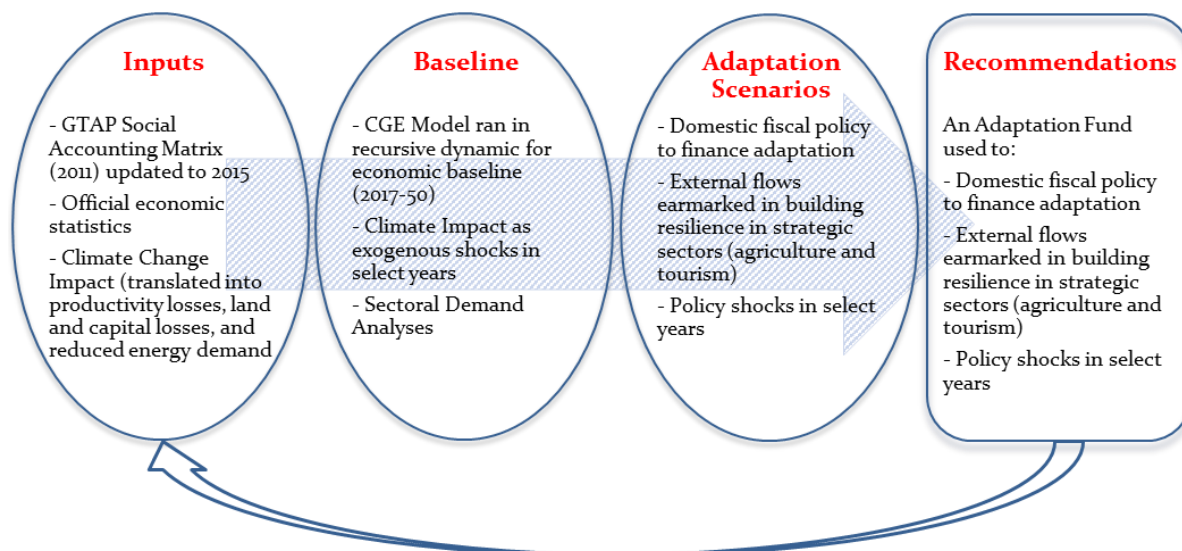 Inputs
- GTAP Social
Accounting Matrix
(2011) updated to 2015
- Official economic
statistics
- Climate Change
Impact (translated into
productivity losses, land
and capital losses, and
reduced energy demand
Baseline
- CGE Model ran in
recursive dynamic for
economic baseline
(2017-50)
- Climate Impact as
exogenous shocks in
select years
- Sectoral Demand
Analyses
Adaptation
Scenarios
- Domestic fiscal policy
to finance adaptation
- External flows
earmarked in building
resilience in strategic
sectors (agriculture and
tourism)
- Policy shocks in select
years
Recommendations
An Adaptation Fund
used to:
- Domestic fiscal policy
to finance adaptation
- External flows
earmarked in building
resilience in strategic
sectors (agriculture and
tourism)
- Policy shocks in select
years